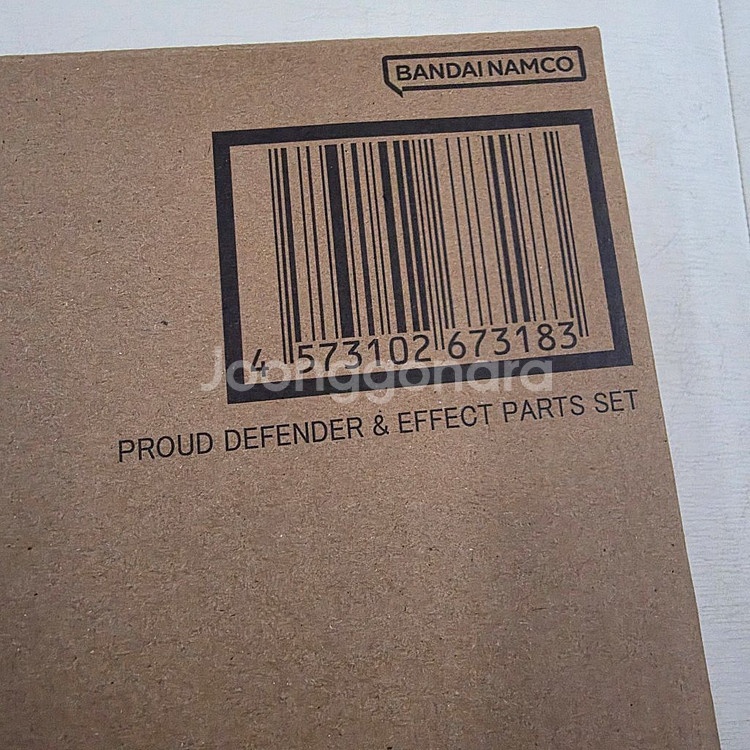 BANDAI NAMCO
4 573102 673183
Joonggonara
PROUD DEFENDER & EFFECT PARTS SET